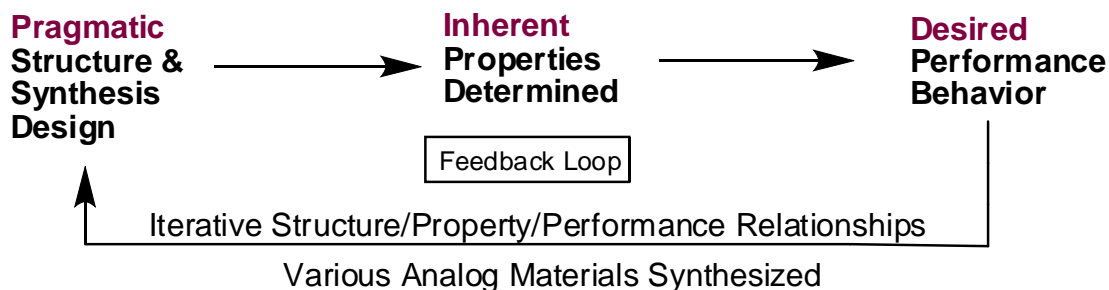 Pragmatic
Structure &
Synthesis
Design
Inherent
Properties
Determined
Desired
Performance
Behavior
Feedback Loop
Iterative Structure/Property/Performance Relationships
Various Analog Materials Synthesized